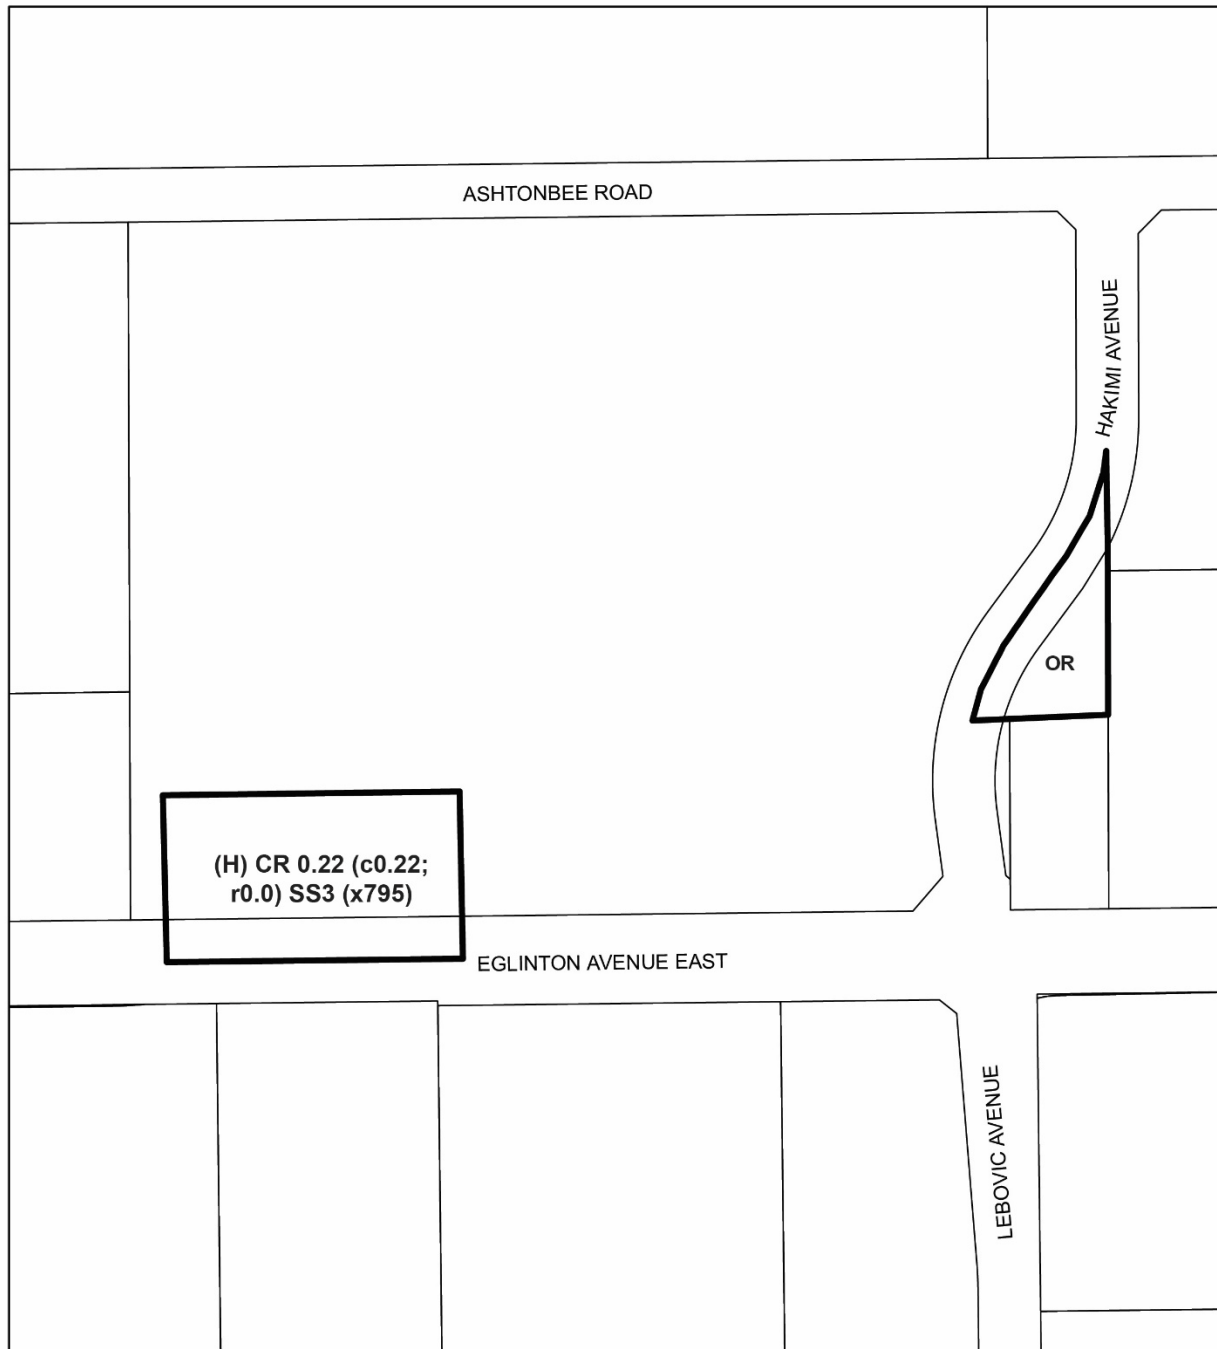 ASHTONBEE ROAD
HAKIMI AVENUE
OR
(H) CR 0.22 (c0.22;
r0.0) SS3 (x795)
EGLINTON AVENUE EAST
LEBOVIC AVENUE